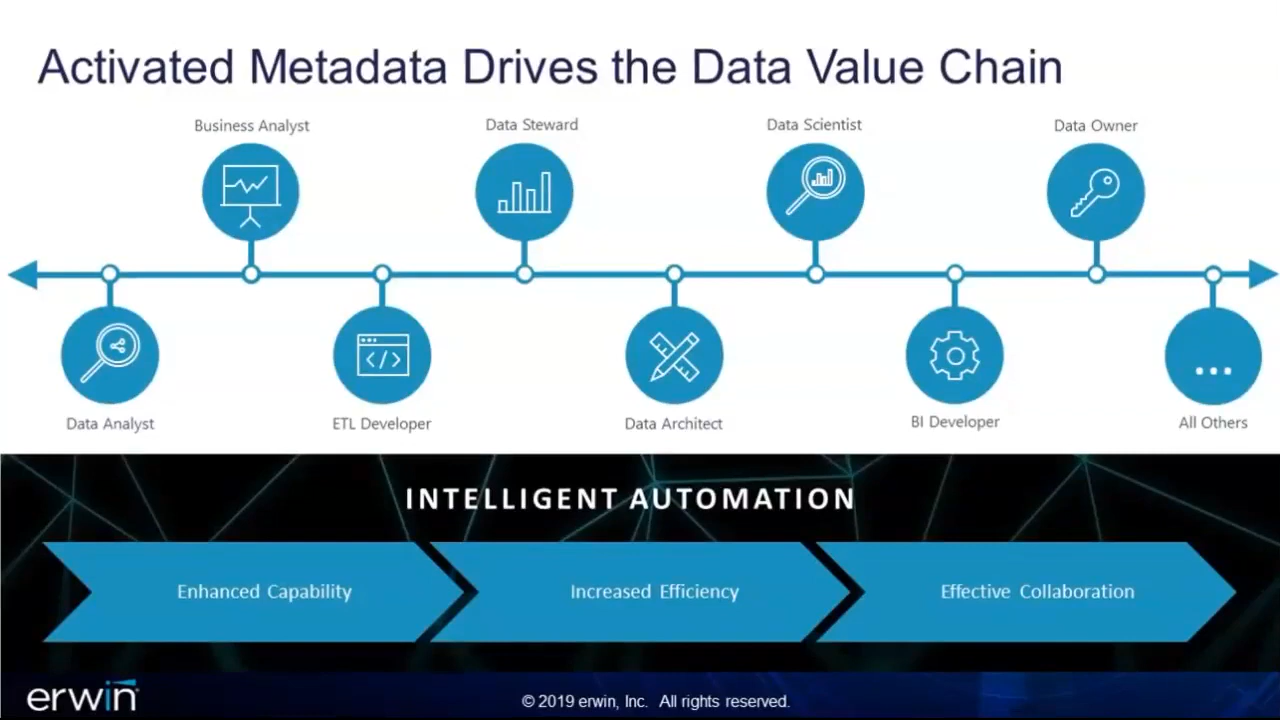 Activated Metadata Drives the Data Value Chain
Business Analyst
Data Steward
Data Scientist
Data Owner
Data Analyst
ETL Developer
Data Architect
BI Developer
All Others
INTELLIGENT AUTOMATION
Enhanced Capability
Increased Efficiency
Effective Collaboration
erwin
© 2019 erwin, Inc. All rights reserved.